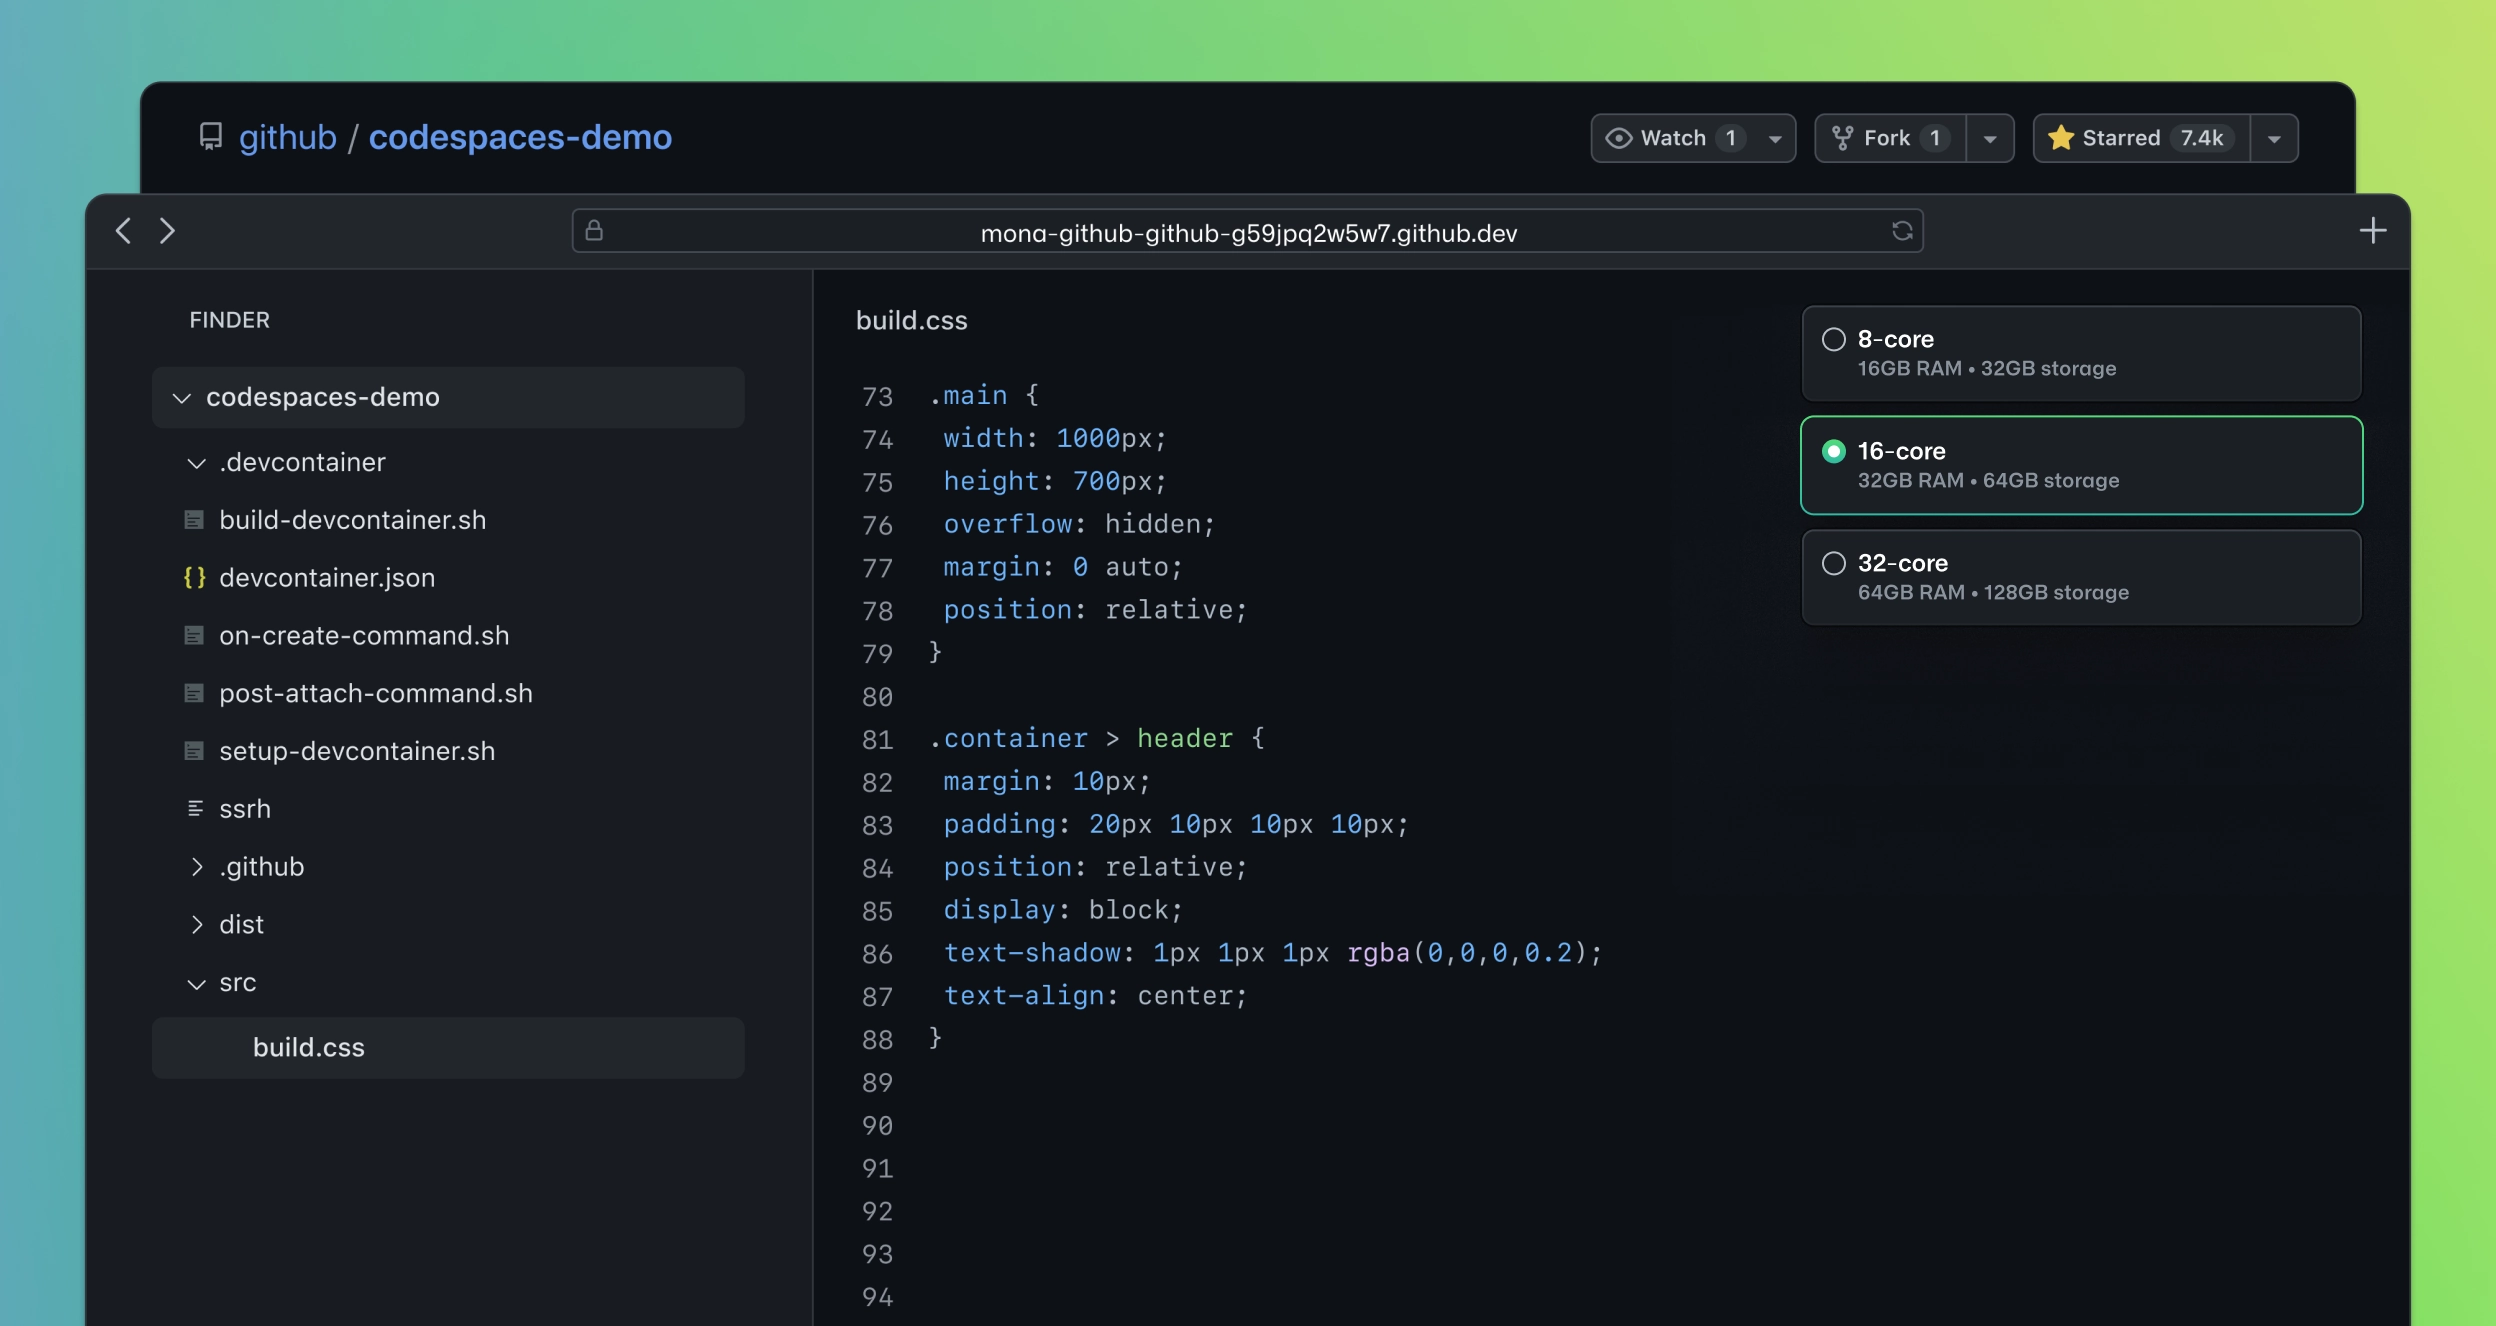 github / codespaces-demo
Watch 1
Fork 1
Starred 7.4k
mona-github-github-g59jpq2w5w7.github.dev
FINDER
codespaces-demo
.devcontainer
build-devcontainer.sh
{} devcontainer.json
on-create-command.sh
post-attach-command.sh
setup-devcontainer.sh
ssrh
.github
dist
src
build.css
build.css
73 .main {
74 width: 1000px;
75 height: 700px;
76 overflow: hidden;
77 margin: 0 auto;
78 position: relative;
79 }
80
81 .container > header {
82 margin: 10px;
83 padding: 20px 10px 10px 10px;
84 position: relative;
85 display: block;
86 text-shadow: 1px 1px 1px rgba(0,0,0,0.2);
87 text-align: center;
88 }
89
90
91
92
93
94
8-core
16GB RAM • 32GB storage
16-core
32GB RAM • 64GB storage
32-core
64GB RAM • 128GB storage